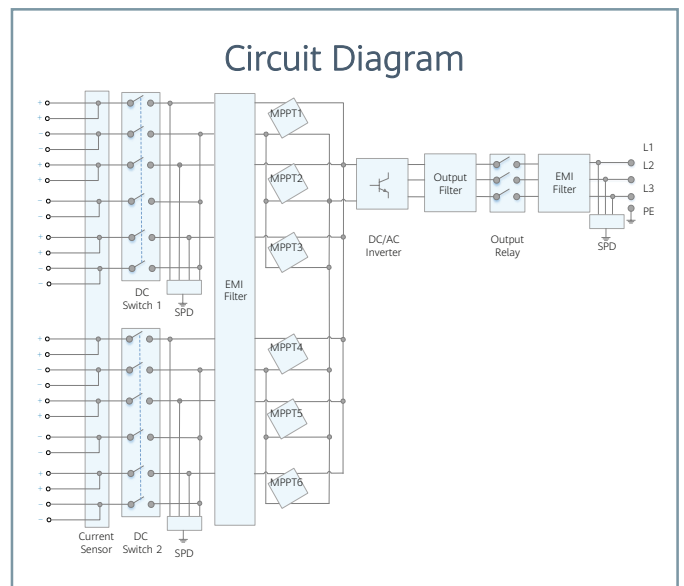 Circuit Diagram
+
+
−
−
+
+
−
−
+
+
−
−
DC
Switch 1
SPD
EMI
Filter
MPPT1
MPPT2
MPPT3
DC/AC
Inverter
Output
Filter
Output
Relay
EMI
Filter
L1
L2
L3
PE
SPD
+
+
−
−
+
+
−
−
+
+
−
−
MPPT4
MPPT5
MPPT6
Current
Sensor
DC
Switch 2
SPD